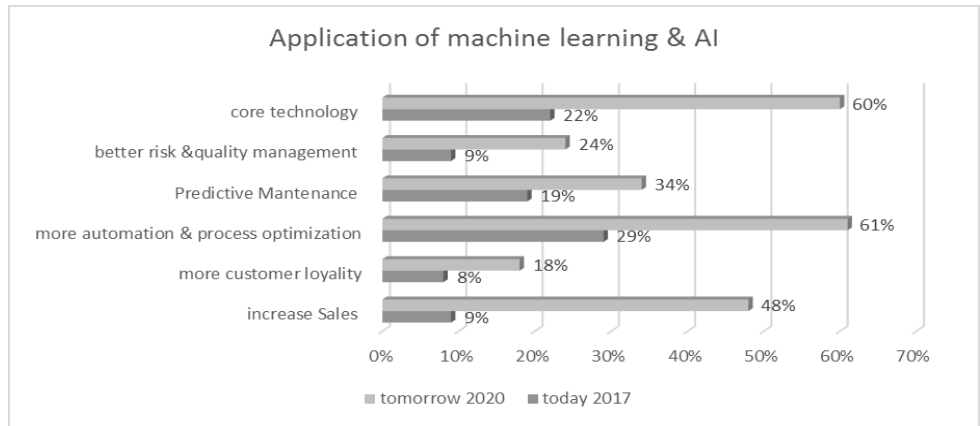 Application of machine learning & AI
core technology
60%
22%
better risk &quality management
24%
9%
Predictive Mantenance
34%
19%
more automation & process optimization
61%
29%
more customer loyality
18%
8%
increase Sales
48%
9%
0% 10% 20% 30% 40% 50% 60% 70%
tomorrow 2020 today 2017